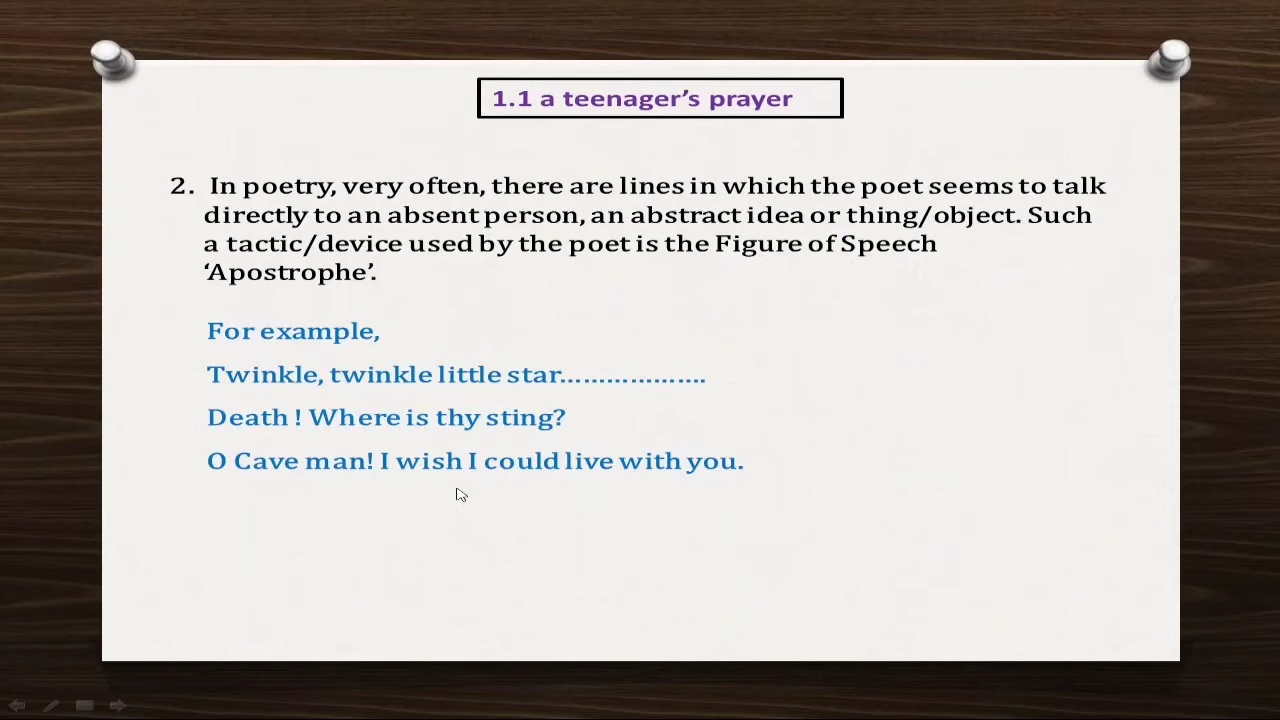 1.1 a teenager’s prayer
2. In poetry, very often, there are lines in which the poet seems to talk
directly to an absent person, an abstract idea or thing/object. Such
a tactic/device used by the poet is the Figure of Speech
‘Apostrophe’.
For example,
Twinkle, twinkle little star...................
Death ! Where is thy sting?
O Cave man! I wish I could live with you.